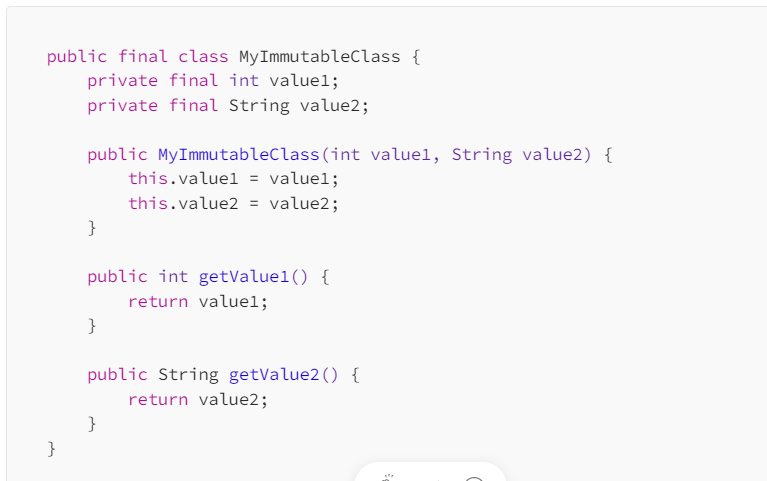 public final class MyImmutableClass {
    private final int value1;
    private final String value2;

    public MyImmutableClass(int value1, String value2) {
        this.value1 = value1;
        this.value2 = value2;
    }

    public int getValue1() {
        return value1;
    }

    public String getValue2() {
        return value2;
    }
}